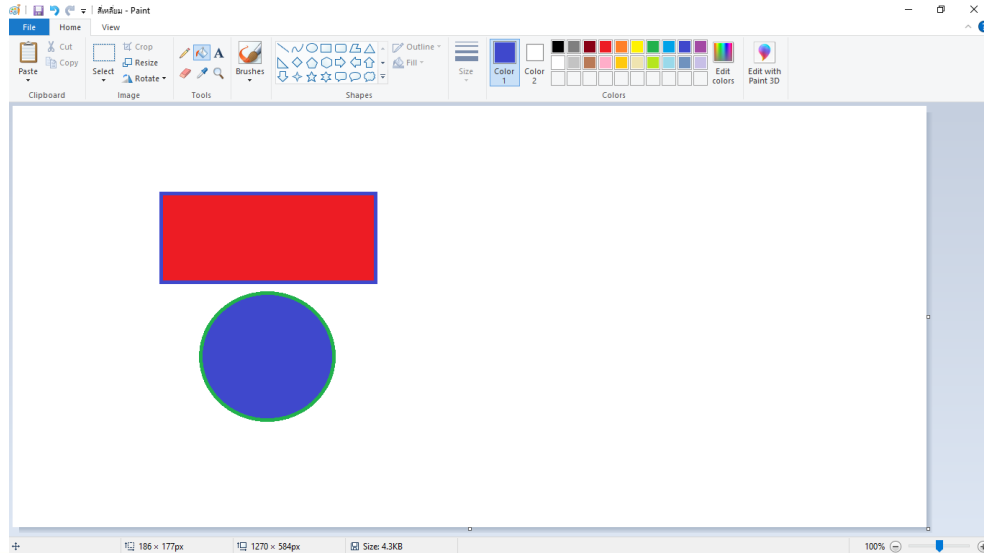 สี่เหลี่ยม - Paint
File Home View
Paste
Cut
Copy
Clipboard
Select
Crop
Resize
Rotate
Image
A
Tools
Brushes
Outline
Fill
Shapes
Size
Color 1
Color 2
Edit colors
Colors
Edit with Paint 3D
186 × 177px
1270 × 584px
Size: 4.3KB
100%